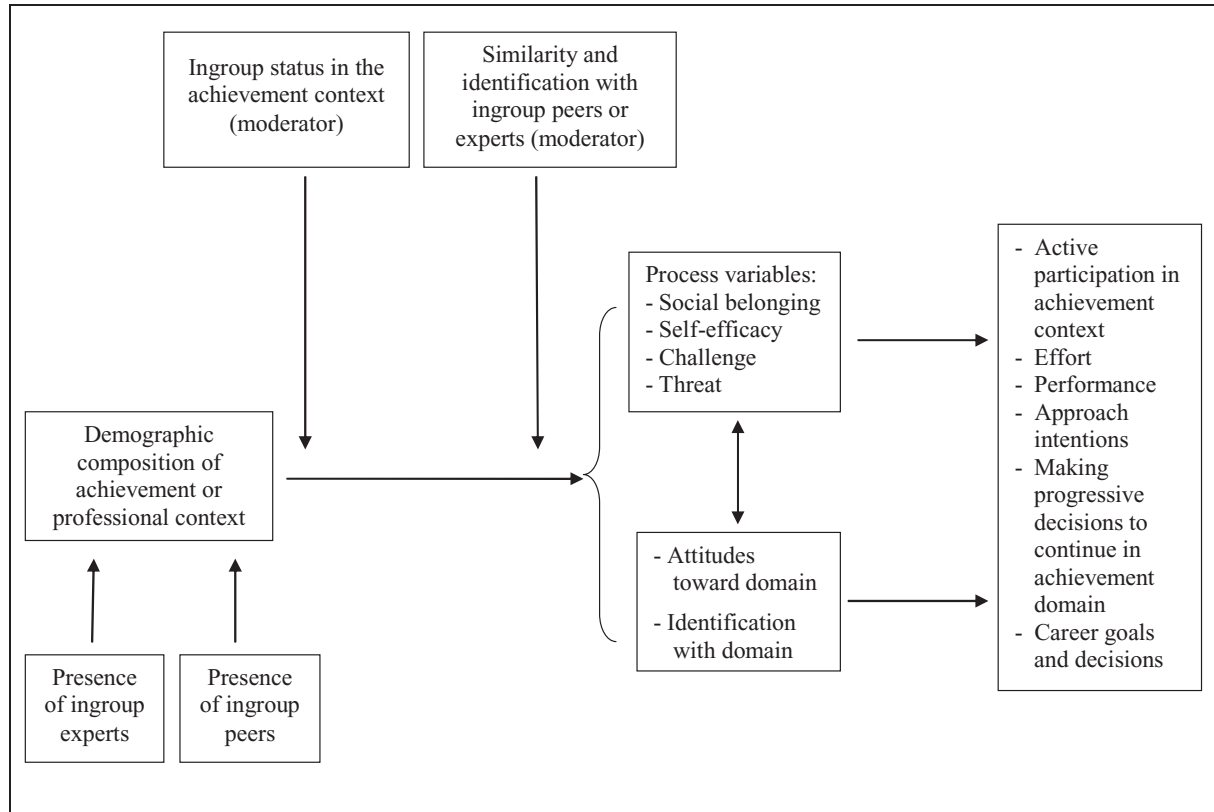 Ingroup status in the
achievement context
(moderator)
Similarity and
identification with
ingroup peers or
experts (moderator)
Demographic
composition of
achievement or
professional context
Presence
of ingroup
experts
Presence
of ingroup
peers
Process variables:
- Social belonging
- Self-efficacy
- Challenge
- Threat
- Attitudes
toward domain
- Identification
with domain
- Active
participation in
achievement
context
- Effort
- Performance
- Approach
intentions
- Making
progressive
decisions to
continue in
achievement
domain
- Career goals
and decisions